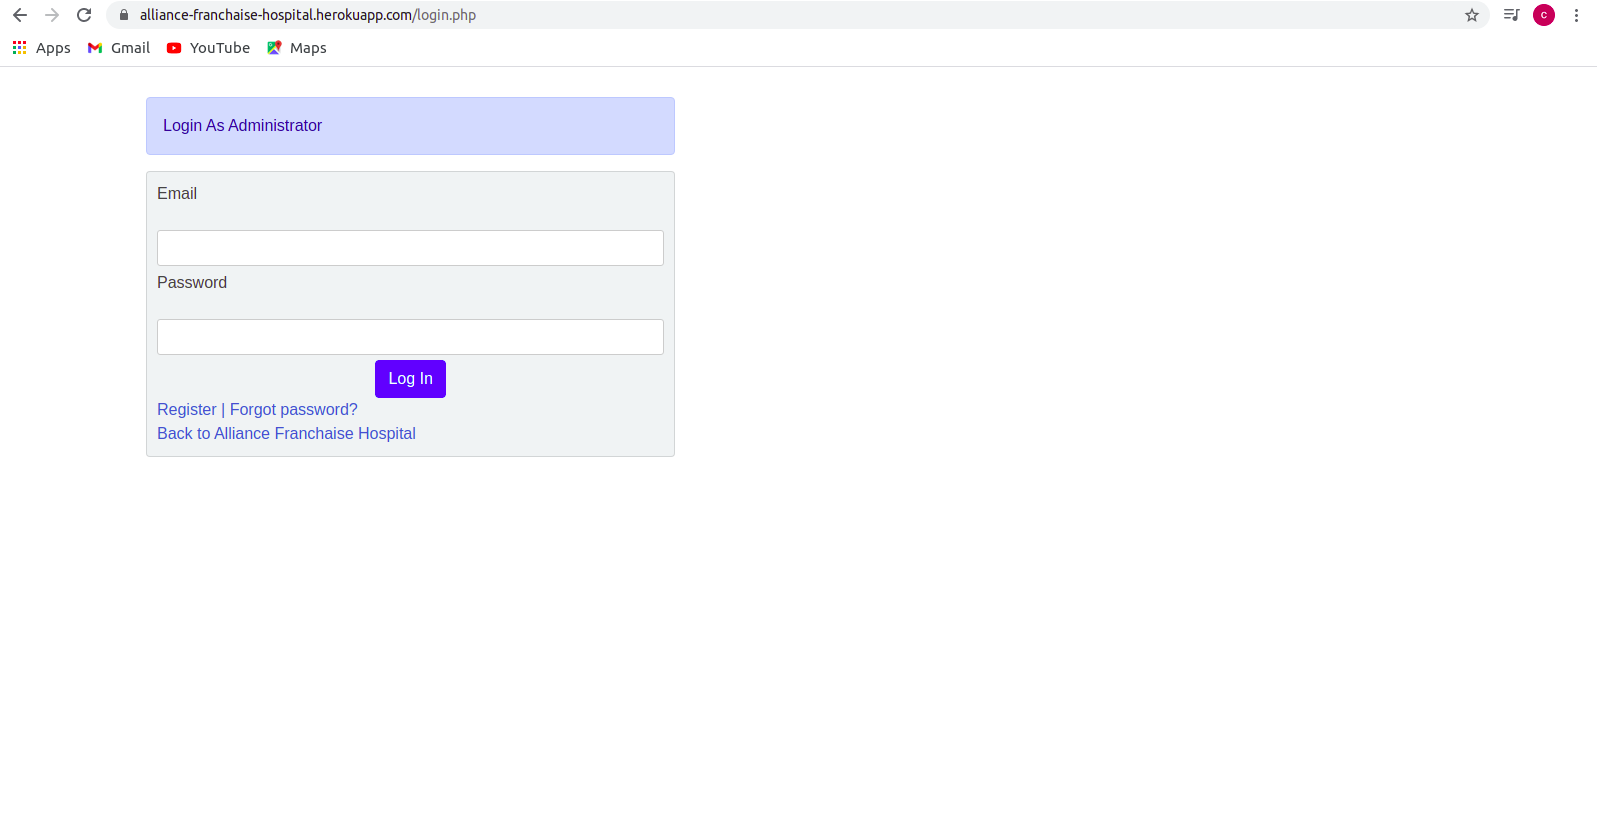 alliance-franchaise-hospital.herokuapp.com/login.php
c
Apps Gmail YouTube Maps
Login As Administrator
Email
Password
Log In
Register | Forgot password?
Back to Alliance Franchaise Hospital